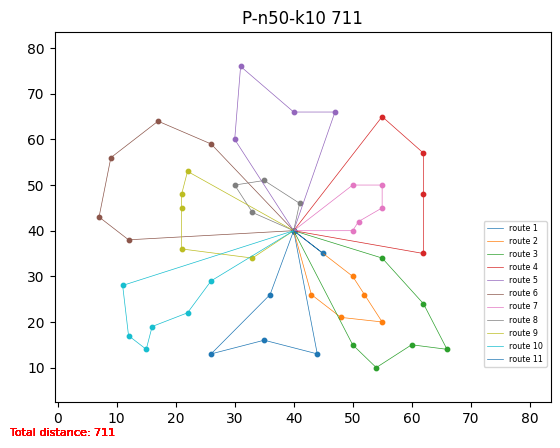 P-n50-k10 711
80
70
60
50
40
30
20
10
0 10 20 30 40 50 60 70 80
route 1
route 2
route 3
route 4
route 5
route 6
route 7
route 8
route 9
route 10
route 11
Total distance: 711